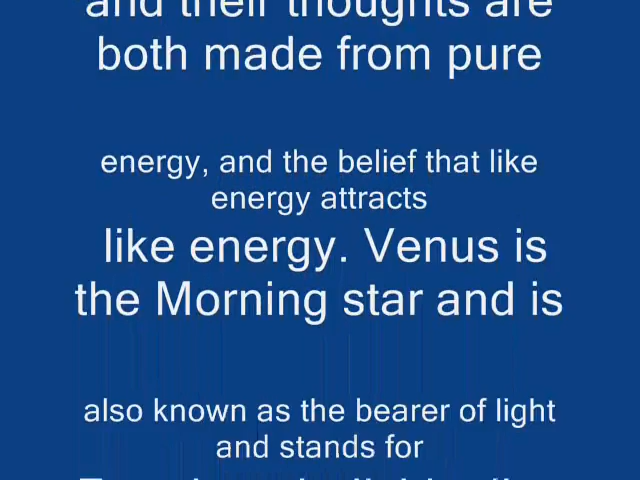 and their thoughts are
both made from pure
energy, and the belief that like
energy attracts
like energy. Venus is
the Morning star and is
also known as the bearer of light
and stands for